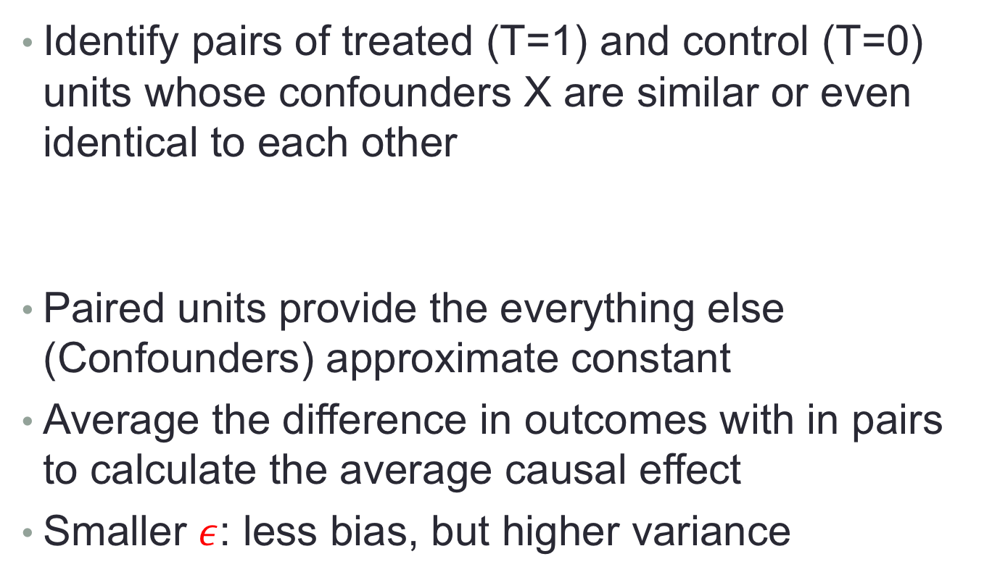 • Identify pairs of treated (T=1) and control (T=0)
units whose confounders X are similar or even
identical to each other
• Paired units provide the everything else
(Confounders) approximate constant
• Average the difference in outcomes with in pairs
to calculate the average causal effect
• Smaller ϵ: less bias, but higher variance